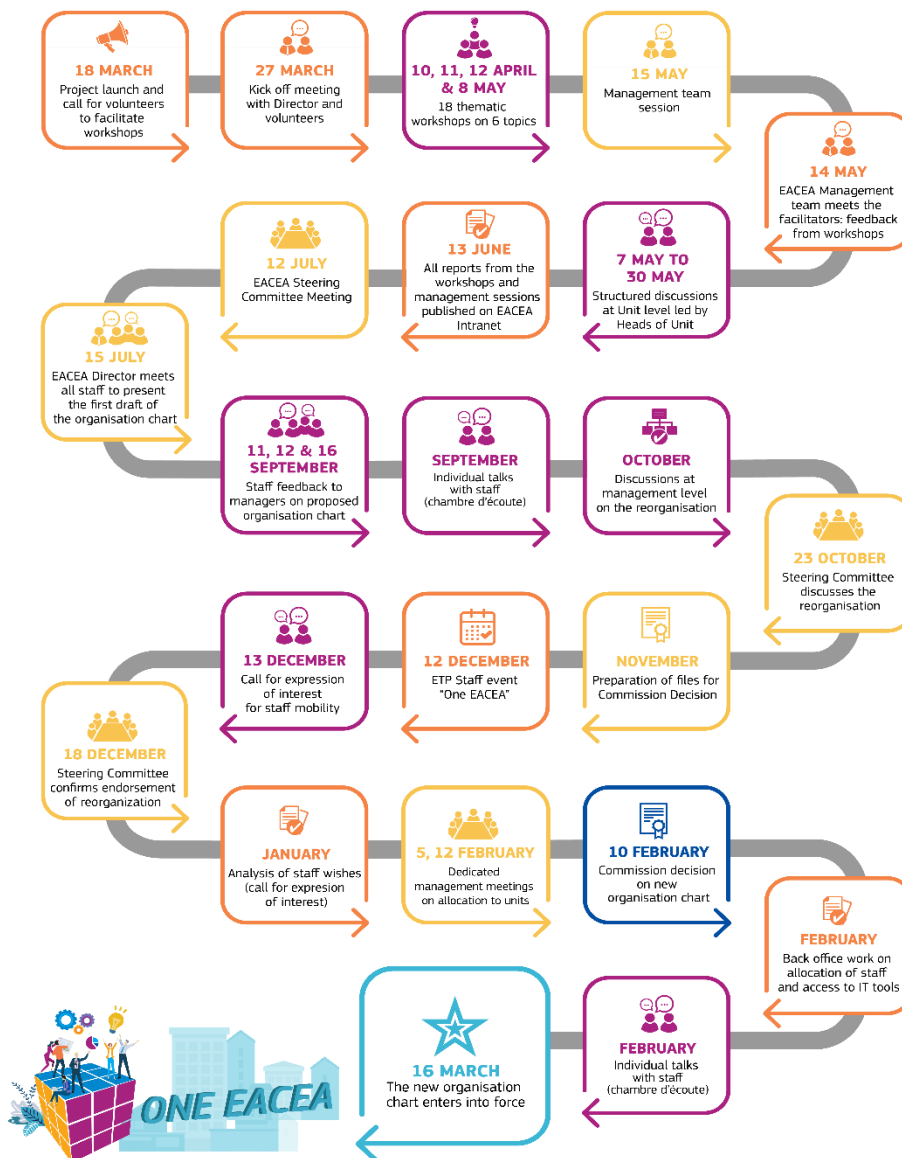 18 MARCH
Project launch and
call for volunteers
to facilitate
workshops
27 MARCH
Kick off meeting
with Director and
volunteers
10, 11, 12 APRIL
& 8 MAY
18 thematic
workshops on 6 topics
15 MAY
Management team
session
14 MAY
EACEA Management
team meets the
facilitators: feedback
from workshops
7 MAY TO
30 MAY
Structured discussions
at Unit level led by
Heads of Unit
13 JUNE
All reports from the
workshops and
management sessions
published on EACEA
Intranet
12 JULY
EACEA Steering
Committee Meeting
15 JULY
EACEA Director meets
all staff to present
the first draft of
the organisation chart
11, 12 & 16
SEPTEMBER
Staff feedback to
managers on proposed
organisation chart
SEPTEMBER
Individual talks
with staff
(chambre d'écoute)
OCTOBER
Discussions at
management level
on the reorganisation
23 OCTOBER
Steering Committee
discusses the
reorganisation
NOVEMBER
Preparation of files for
Commission Decision
12 DECEMBER
ETP Staff event
"One EACEA"
13 DECEMBER
Call for expression
of interest
for staff mobility
18 DECEMBER
Steering Committee
confirms endorsement
of reorganization
JANUARY
Analysis of staff wishes
(call for expresion
of interest)
5, 12 FEBRUARY
Dedicated
management meetings
on allocation to units
10 FEBRUARY
Commission decision
on new
organisation chart
FEBRUARY
Back office work on
allocation of staff
and access to IT tools
FEBRUARY
Individual talks
with staff
(chambre d'écoute)
16 MARCH
The new organisation
chart enters into force
ONE EACEA